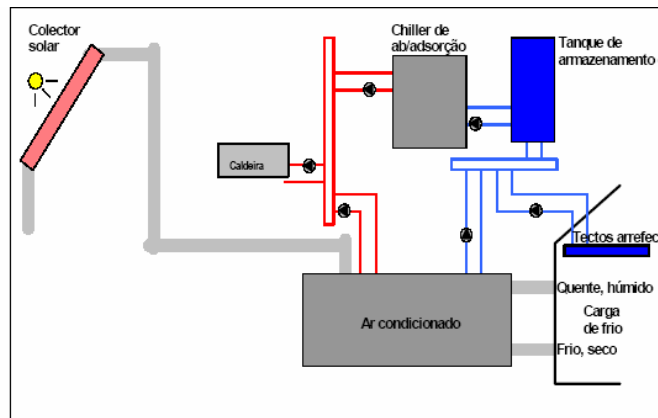 Colector
solar
Chiller de
ab/adsorção
Tanque de
armazenamento
Caldeira
Tectos arrefec
Quente, húmido
Carga
de frio
Ar condicionado
Frio, seco